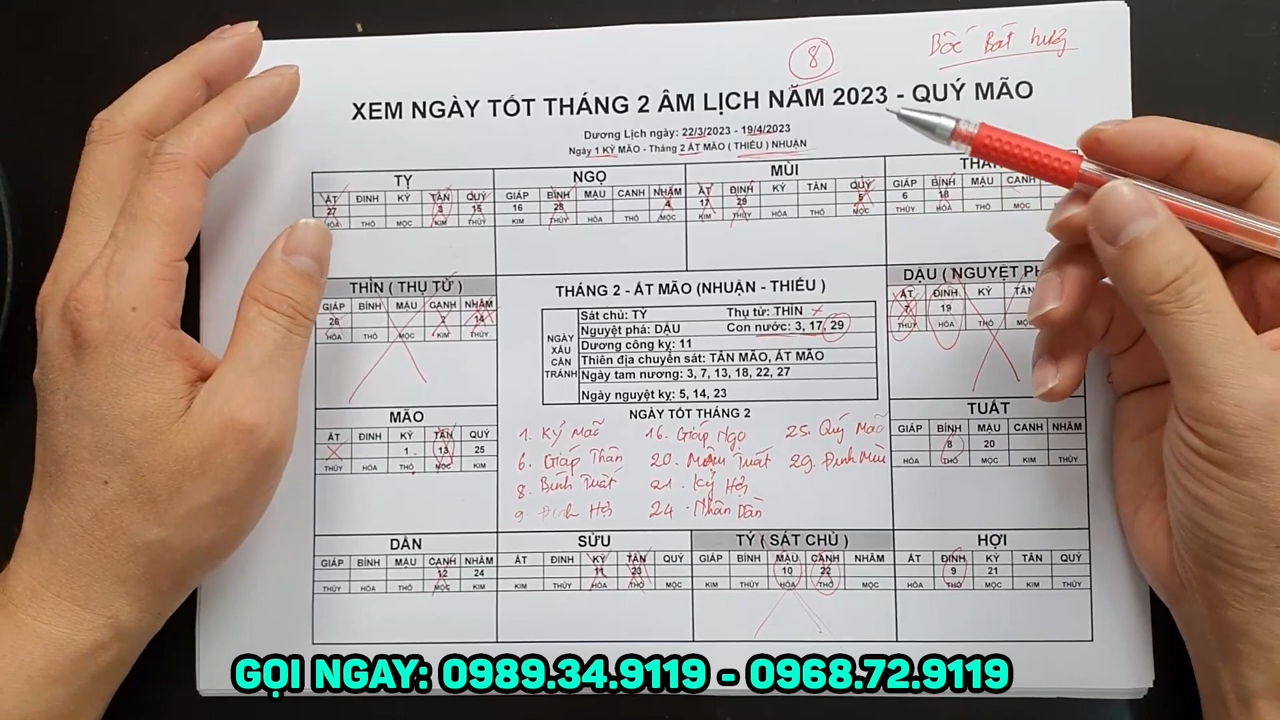 8
Bốc Bát hương
XEM NGÀY TỐT THÁNG 2 ÂM LỊCH NĂM 2023 - QUÝ MÃO
Dương Lịch ngày: 22/3/2023 - 19/4/2023
Ngày 1 KỶ MÃO - Tháng 2 ẤT MÃO ( THIẾU ) NHUẬN
TỴ
ẤT ĐINH KỶ TÂN QUÝ
27 3 15
HỎA THỔ MỘC KIM THỦY
NGỌ
GIÁP BÍNH MẬU CANH NHÂM
16 28 4
KIM THỦY HỎA THỔ MỘC
MÙI
ẤT ĐINH KỶ TÂN QUÝ
17 29 5
KIM THỦY HỎA THỔ MỘC
GIÁP BÍNH MẬU CANH
6 18
THỦY HỎA THỔ MỘC
THÌN ( THỤ TỬ )
GIÁP BÍNH MẬU CANH NHÂM
26 2 14
HỎA THỔ MỘC KIM THỦY
THÁNG 2 - ẤT MÃO (NHUẬN - THIẾU )
NGÀY XẤU CẦN TRÁNH
Sát chủ: TÝ Thụ tử: THÌN
Nguyệt phá: DẬU Con nước: 3, 17, 29
Dương công kỵ: 11
Thiên địa chuyển sát: TÂN MÃO, ẤT MÃO
Ngày tam nương: 3, 7, 13, 18, 22, 27
Ngày nguyệt kỵ: 5, 14, 23
DẬU ( NGUYỆT
ẤT ĐINH KỶ TÂN
7 19
THỦY HỎA THỔ
MÃO
ẤT ĐINH KỶ TÂN QUÝ
1 13 25
THỦY HỎA THỔ MỘC KIM
NGÀY TỐT THÁNG 2
1. Kỷ Mão 16. Giáp Ngọ 25. Quý Mão
6. Giáp Thân 20. Mậu Tuất 29. Đinh Mùi
8. Bính Tuất 21. Kỷ Hợi
9. Đinh Hợi 24. Nhâm Dần
TUẤT
GIÁP BÍNH MẬU CANH NHÂM
8 20
HỎA THỔ MỘC KIM THỦY
DẦN
GIÁP BÍNH MẬU CANH NHÂM
12 24
THỦY HỎA THỔ MỘC KIM
SỬU
ẤT ĐINH KỶ TÂN QUÝ
11 23
KIM THỦY HỎA THỔ MỘC
TÝ ( SÁT CHỦ )
GIÁP BÍNH MẬU CANH NHÂM
10 22
KIM THỦY HỎA THỔ MỘC
HỢI
ẤT ĐINH KỶ TÂN QUÝ
9 21
HỎA THỔ MỘC KIM THỦY
GỌI NGAY: 0989.34.9119 - 0968.72.9119